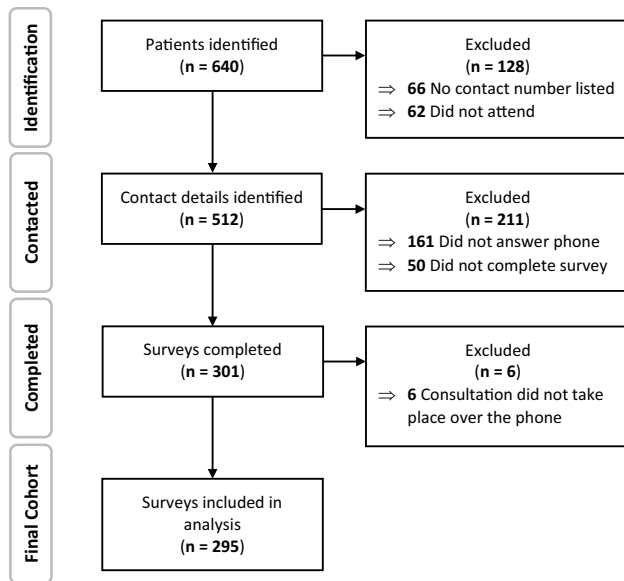 Identification
Patients identified
(n = 640)
Excluded
(n = 128)
⇒ 66 No contact number listed
⇒ 62 Did not attend
Contacted
Contact details identified
(n = 512)
Excluded
(n = 211)
⇒ 161 Did not answer phone
⇒ 50 Did not complete survey
Completed
Surveys completed
(n = 301)
Excluded
(n = 6)
⇒ 6 Consultation did not take
place over the phone
Final Cohort
Surveys included in
analysis
(n = 295)